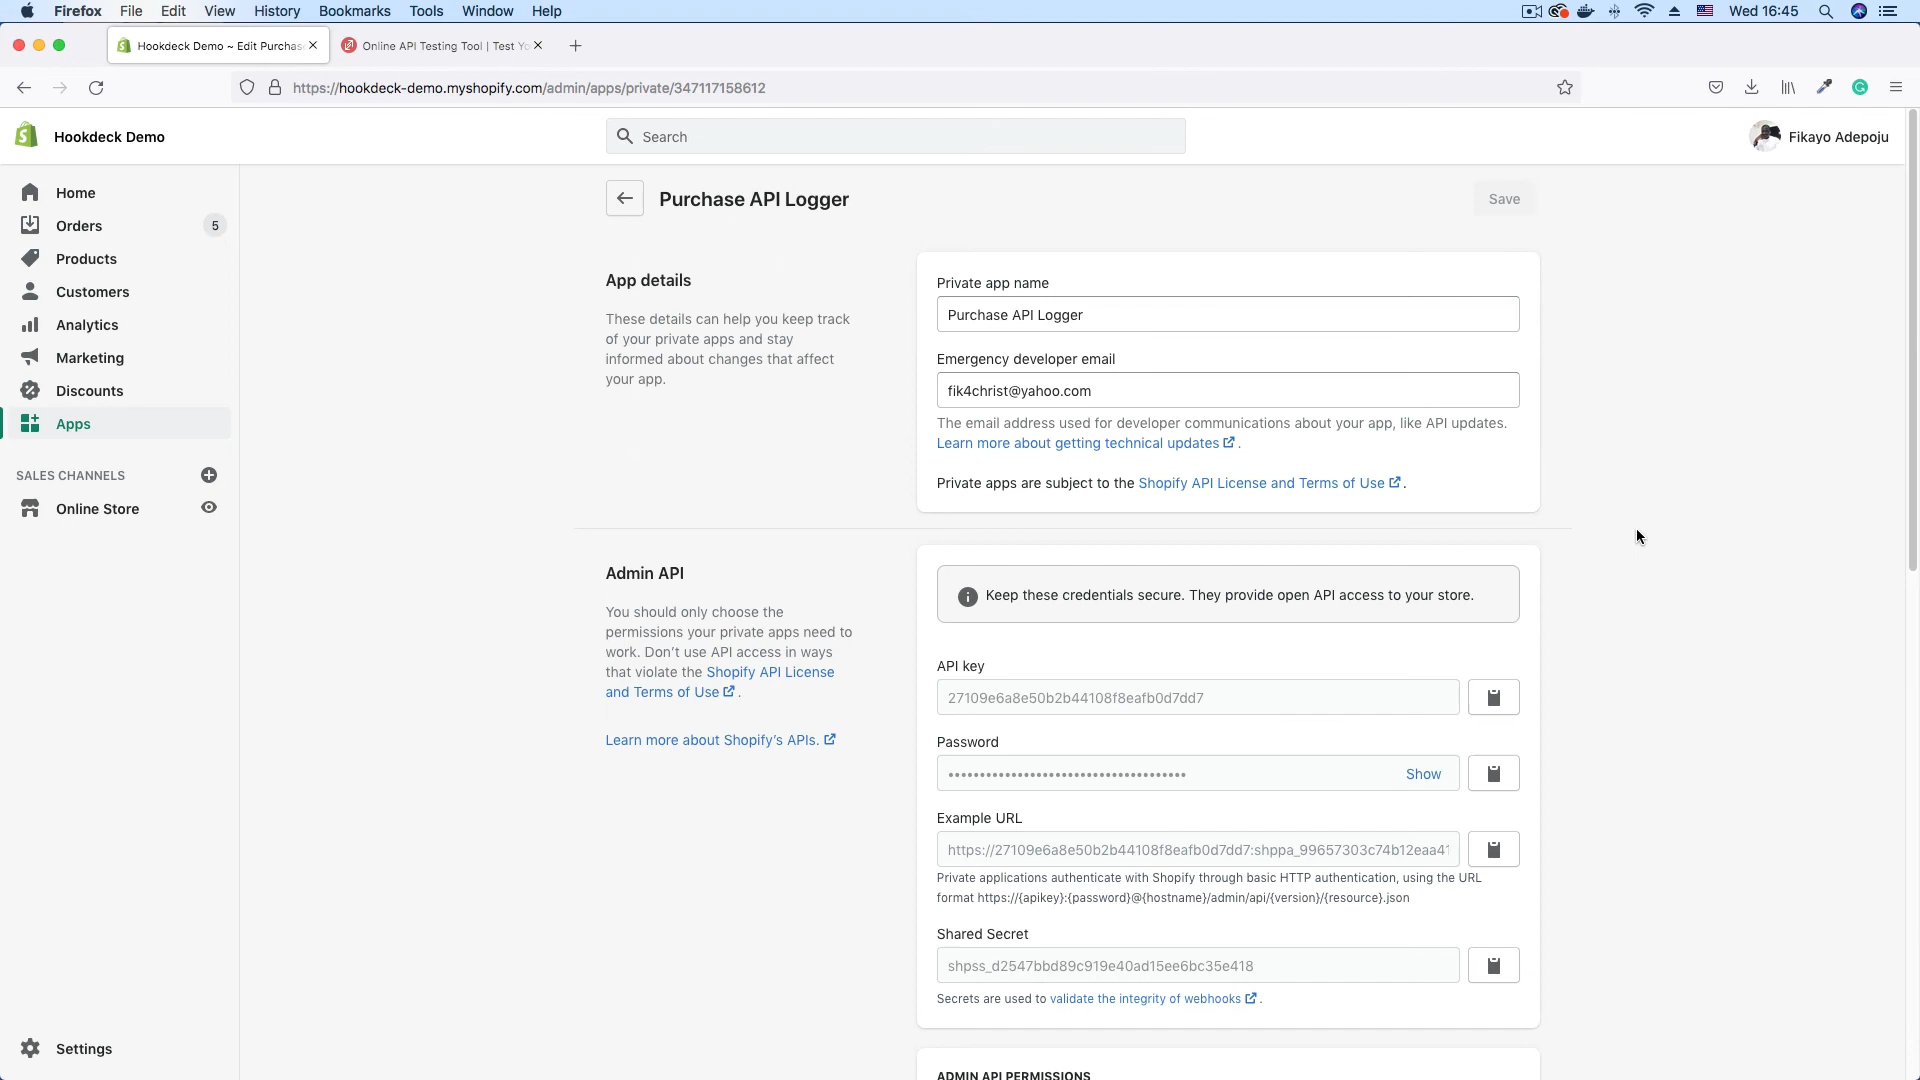 Firefox File Edit View History Bookmarks Tools Window Help Wed 16:45
Hookdeck Demo ~ Edit Purchas
Online API Testing Tool | Test Yo
https://hookdeck-demo.myshopify.com/admin/apps/private/347117158612
Hookdeck Demo
Search
Fikayo Adepoju
Home
Orders 5
Products
Customers
Analytics
Marketing
Discounts
Apps
SALES CHANNELS
Online Store
Settings
Purchase API Logger
Save
App details
These details can help you keep track
of your private apps and stay
informed about changes that affect
your app.
Private app name
Purchase API Logger
Emergency developer email
fik4christ@yahoo.com
The email address used for developer communications about your app, like API updates.
Learn more about getting technical updates .
Private apps are subject to the Shopify API License and Terms of Use .
Admin API
You should only choose the
permissions your private apps need to
work. Don't use API access in ways
that violate the Shopify API License
and Terms of Use .
Learn more about Shopify's APIs.
Keep these credentials secure. They provide open API access to your store.
API key
27109e6a8e50b2b44108f8eafb0d7dd7
Password
••••••••••••••••••••••••••••••••••••••
Show
Example URL
https://27109e6a8e50b2b44108f8eafb0d7dd7:shppa_99657303c74b12eaa41
Private applications authenticate with Shopify through basic HTTP authentication, using the URL
format https://{apikey}:{password}@{hostname}/admin/api/{version}/{resource}.json
Shared Secret
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
Secrets are used to validate the integrity of webhooks .
ADMIN API PERMISSIONS